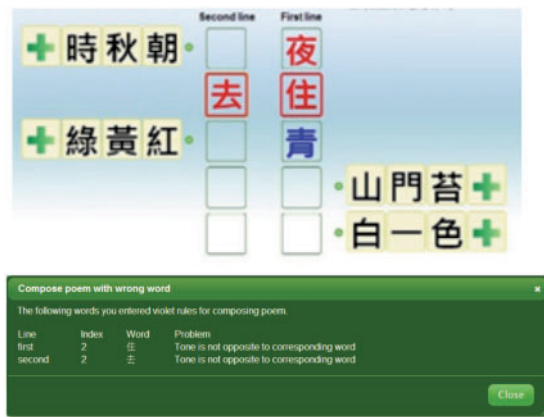 Second line First line
時秋朝 夜
去 住
綠黃紅 青
山門苔
白一色
Compose poem with wrong word
The following words you entered violet rules for composing poem.
Line Index Word Problem
first 2 住 Tone is not opposite to corresponding word
second 2 去 Tone is not opposite to corresponding word
Close